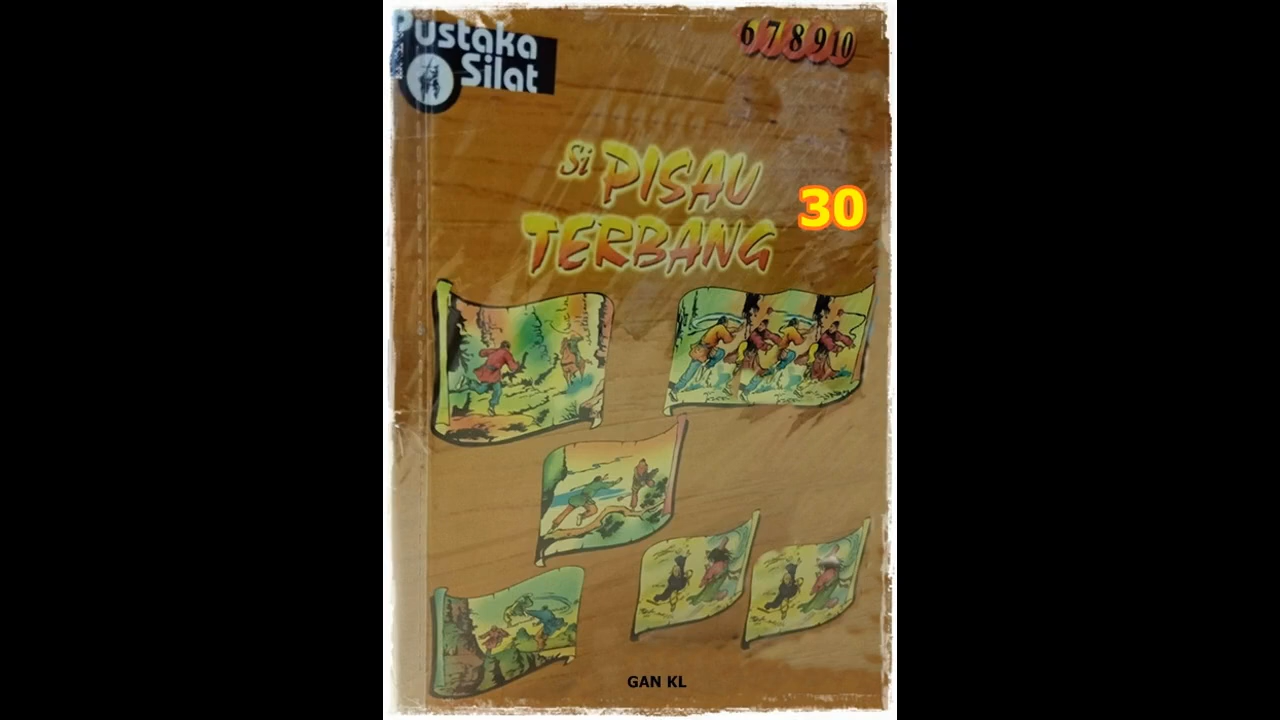 Pustaka
Silat
6 7 8 9 10
Si PISAU
TERBANG
30
GAN KL